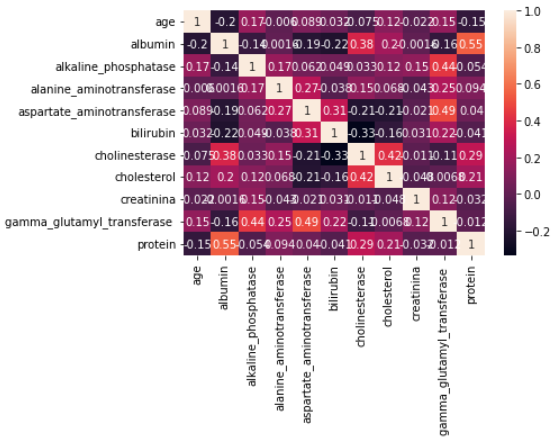 age 1 -0.2 0.17 -0.006 0.089 0.032 -0.075 0.12 -0.022 0.15 -0.15
albumin -0.2 1 -0.14 0.0016 -0.19 -0.22 0.38 0.2 -0.0016 -0.16 0.55
alkaline_phosphatase 0.17 -0.14 1 0.17 0.062 0.049 0.033 0.12 0.15 0.44 -0.054
alanine_aminotransferase -0.006 0.0016 0.17 1 0.27 -0.038 0.15 0.068 -0.043 0.25 0.094
aspartate_aminotransferase 0.089 -0.19 0.062 0.27 1 0.31 -0.21 -0.21 -0.021 0.49 0.04
bilirubin 0.032 -0.22 0.049 -0.038 0.31 1 -0.33 -0.16 0.031 0.22 -0.041
cholinesterase -0.075 0.38 0.033 0.15 -0.21 -0.33 1 0.42 -0.011 -0.11 0.29
cholesterol 0.12 0.2 0.12 0.068 -0.21 -0.16 0.42 1 -0.048 0.21
creatinina -0.022 -0.0016 0.15 -0.043 -0.021 0.031 -0.011 -0.048 1 0.12 -0.032
gamma_glutamyl_transferase 0.15 -0.16 0.44 0.25 0.49 0.22 -0.11 0.12 1 -0.012
protein -0.15 0.55 -0.054 0.094 0.04 -0.041 0.29 0.21 -0.032 -0.012 1
age
albumin
alkaline_phosphatase
alanine_aminotransferase
aspartate_aminotransferase
bilirubin
cholinesterase
cholesterol
creatinina
gamma_glutamyl_transferase
protein
1.0
0.8
0.6
0.4
0.2
0.0
-0.2